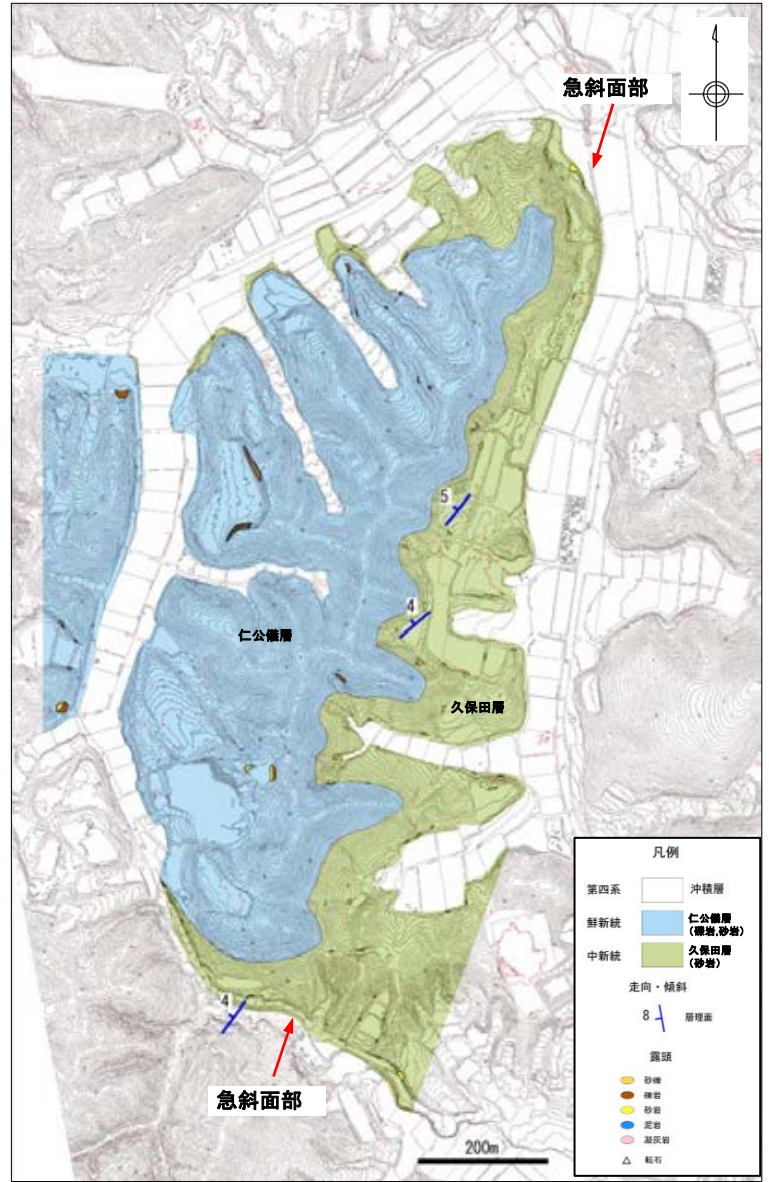 急斜面部
5
4
仁公儀層
久保田層
4
急斜面部
200m
凡例
第四系 沖積層
鮮新統 仁公儀層
(礫岩,砂岩)
中新統 久保田層
(砂岩)
走向・傾斜
8 層理面
露頭
砂礫
礫岩
砂岩
泥岩
凝灰岩
転石